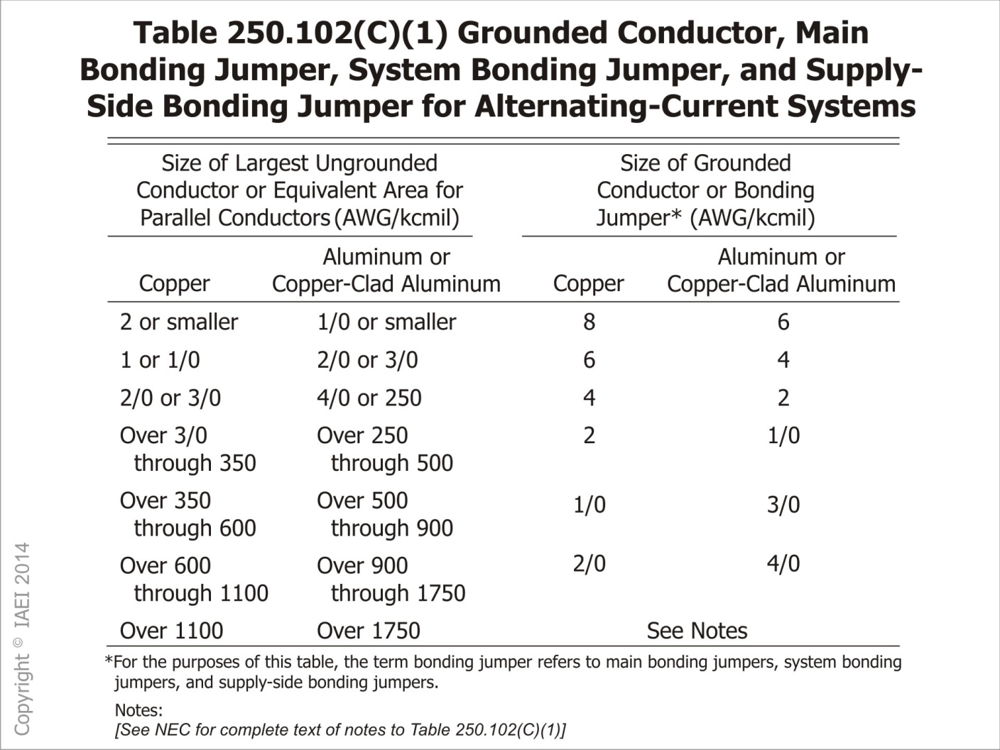 Table 250.102(C)(1) Grounded Conductor, Main
Bonding Jumper, System Bonding Jumper, and Supply-
Side Bonding Jumper for Alternating-Current Systems
Size of Largest Ungrounded
Conductor or Equivalent Area for
Parallel Conductors (AWG/kcmil)
Size of Grounded
Conductor or Bonding
Jumper* (AWG/kcmil)
Copper
Aluminum or
Copper-Clad Aluminum
Copper
Aluminum or
Copper-Clad Aluminum
2 or smaller 1/0 or smaller 8 6
1 or 1/0 2/0 or 3/0 6 4
2/0 or 3/0 4/0 or 250 4 2
Over 3/0 Over 250 2 1/0
through 350 through 500
Over 350 Over 500 1/0 3/0
through 600 through 900
Over 600 Over 900 2/0 4/0
through 1100 through 1750
Over 1100 Over 1750 See Notes
*For the purposes of this table, the term bonding jumper refers to main bonding jumpers, system bonding
jumpers, and supply-side bonding jumpers.
Notes:
[See NEC for complete text of notes to Table 250.102(C)(1)]
Copyright © IAEI 2014